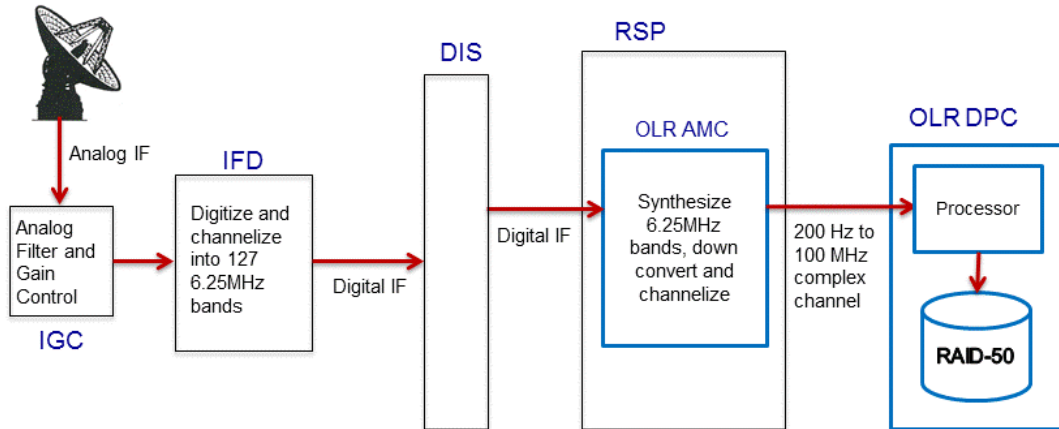 Analog IF
Analog
Filter and
Gain
Control
IGC
IFD
Digitize and
channelize
into 127
6.25MHz
bands
Digital IF
DIS
Digital IF
RSP
OLR AMC
Synthesize
6.25MHz
bands, down
convert and
channelize
200 Hz to
100 MHz
complex
channel
OLR DPC
Processor
RAID-50